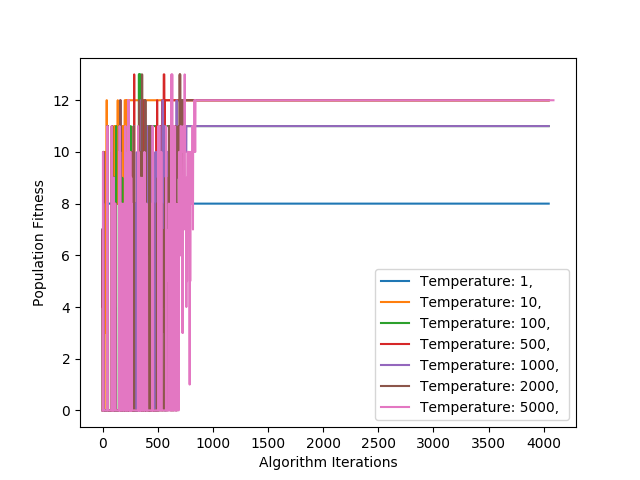 Population Fitness
12
10
8
6
4
2
0
Temperature: 1,
Temperature: 10,
Temperature: 100,
Temperature: 500,
Temperature: 1000,
Temperature: 2000,
Temperature: 5000,
0 500 1000 1500 2000 2500 3000 3500 4000
Algorithm Iterations